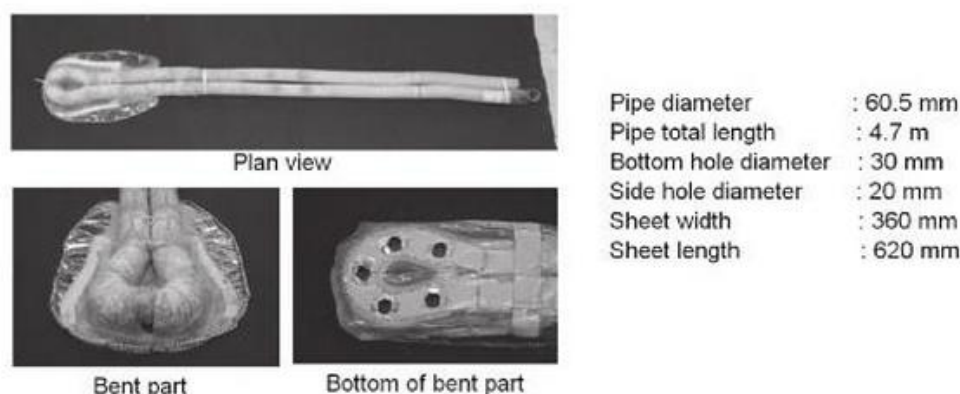 Plan view
Bent part
Bottom of bent part
Pipe diameter : 60.5 mm
Pipe total length : 4.7 m
Bottom hole diameter : 30 mm
Side hole diameter : 20 mm
Sheet width : 360 mm
Sheet length : 620 mm